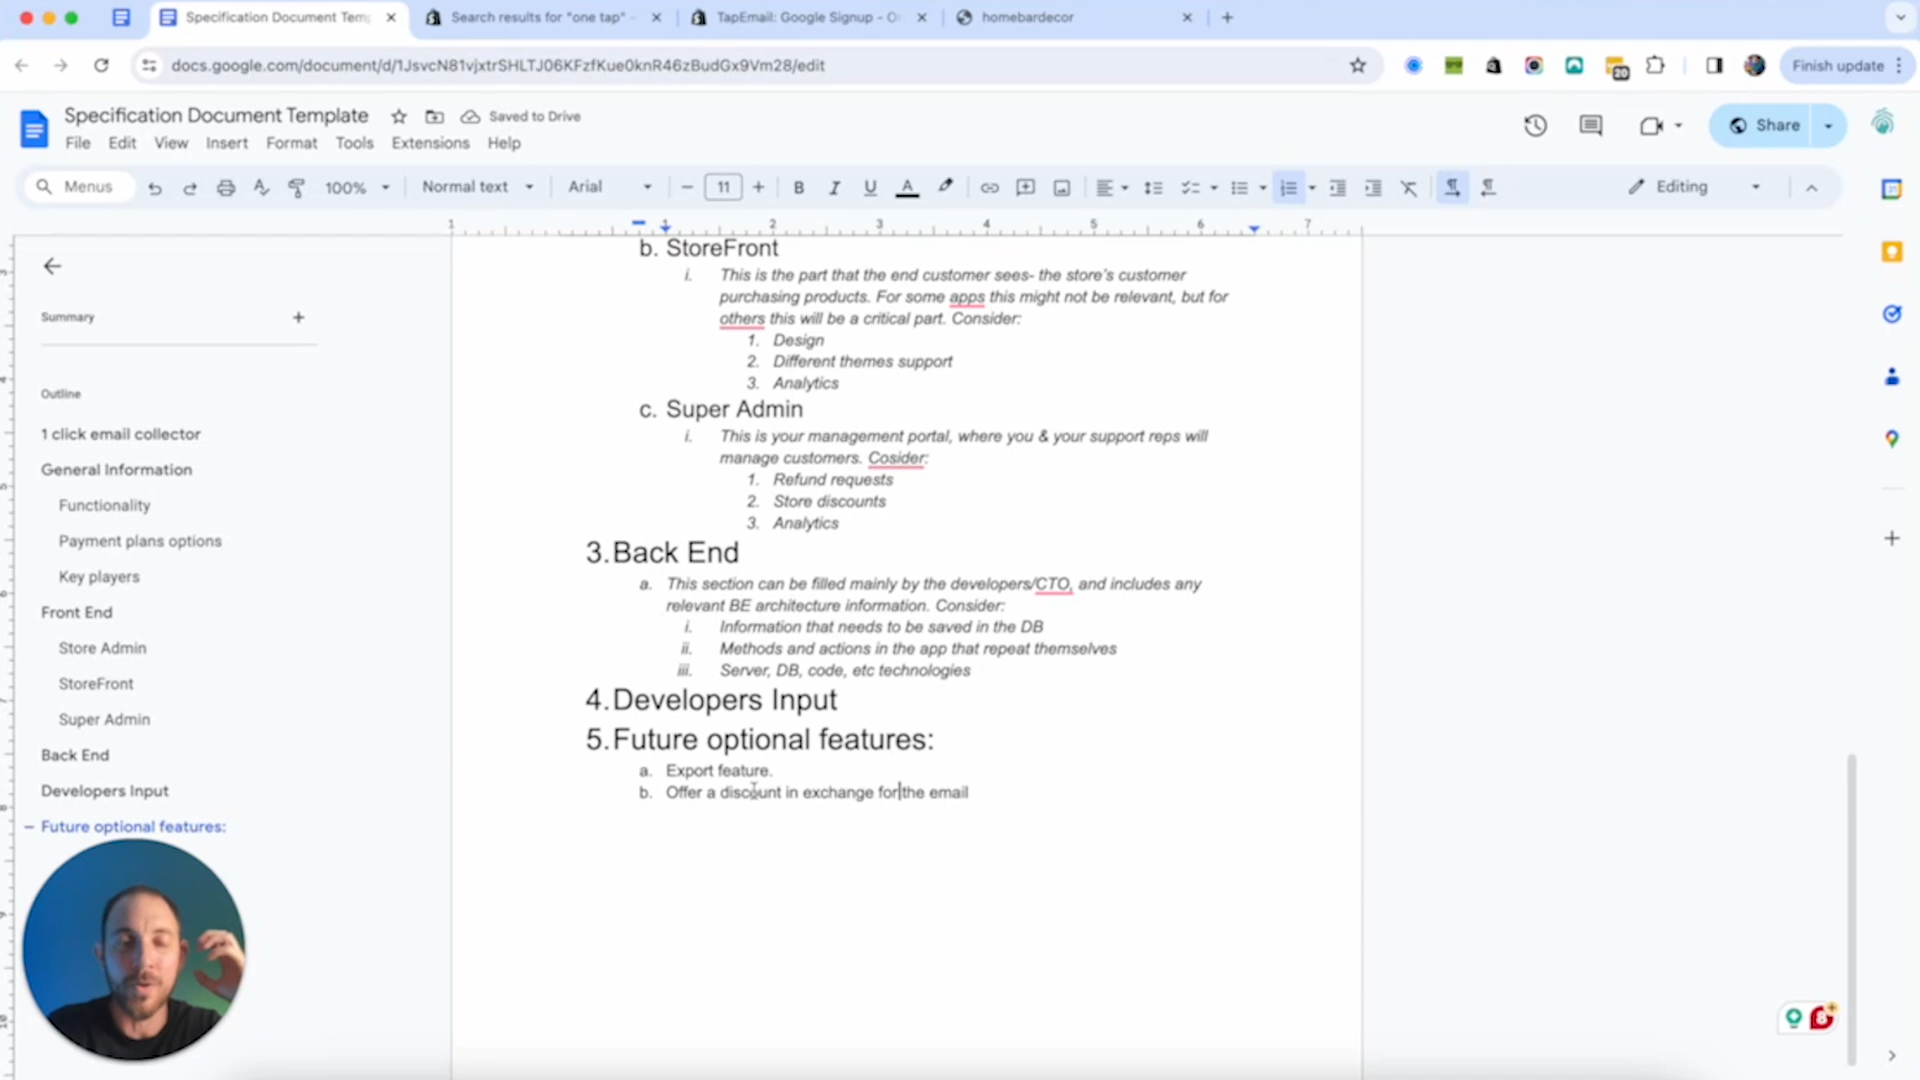 Specification Document Temp
Search results for "one tap" -
TapEmail: Google Signup - O
homebardecor
docs.google.com/document/d/1JsvcN81vjxtrSHLTJ06KFzfKue0knR46zBudGx9Vm28/edit
20
Finish update
Specification Document Template
Saved to Drive
File Edit View Insert Format Tools Extensions Help
Share
Menus
100%
Normal text
Arial
11
Editing
1 1 2 3 4 5 6 7
Summary
Outline
1 click email collector
General Information
Functionality
Payment plans options
Key players
Front End
Store Admin
StoreFront
Super Admin
Back End
Developers Input
Future optional features:
b. StoreFront
i. This is the part that the end customer sees- the store's customer
purchasing products. For some apps this might not be relevant, but for
others this will be a critical part. Consider:
1. Design
2. Different themes support
3. Analytics
c. Super Admin
i. This is your management portal, where you & your support reps will
manage customers. Cosider:
1. Refund requests
2. Store discounts
3. Analytics
3. Back End
a. This section can be filled mainly by the developers/CTO, and includes any
relevant BE architecture information. Consider:
i. Information that needs to be saved in the DB
ii. Methods and actions in the app that repeat themselves
iii. Server, DB, code, etc technologies
4. Developers Input
5. Future optional features:
a. Export feature.
b. Offer a discount in exchange for the email
8